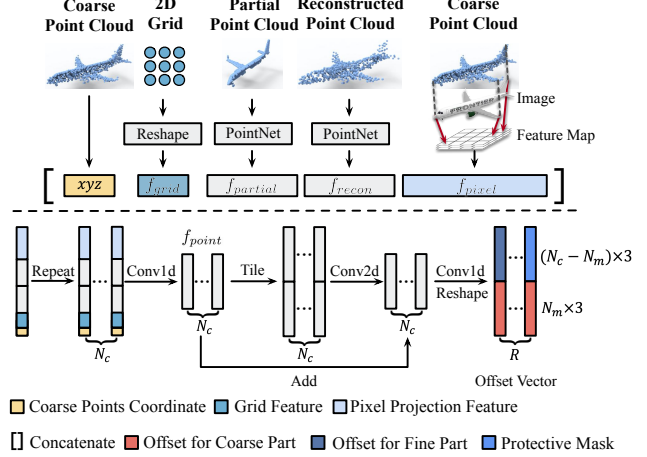 Coarse Point Cloud
2D Grid
Partial Point Cloud
Reconstructed Point Cloud
Coarse Point Cloud
FRONTIER
Image
Feature Map
Reshape
PointNet
PointNet
[ xyz f_grid f_partial f_recon f_pixel ]
f_point
Repeat
Conv1d
Tile
Conv2d
Conv1d
Reshape
(N_c − N_m)×3
N_m×3
N_c
N_c
N_c
N_c
R
Add
Offset Vector
Coarse Points Coordinate
Grid Feature
Pixel Projection Feature
[] Concatenate
Offset for Coarse Part
Offset for Fine Part
Protective Mask